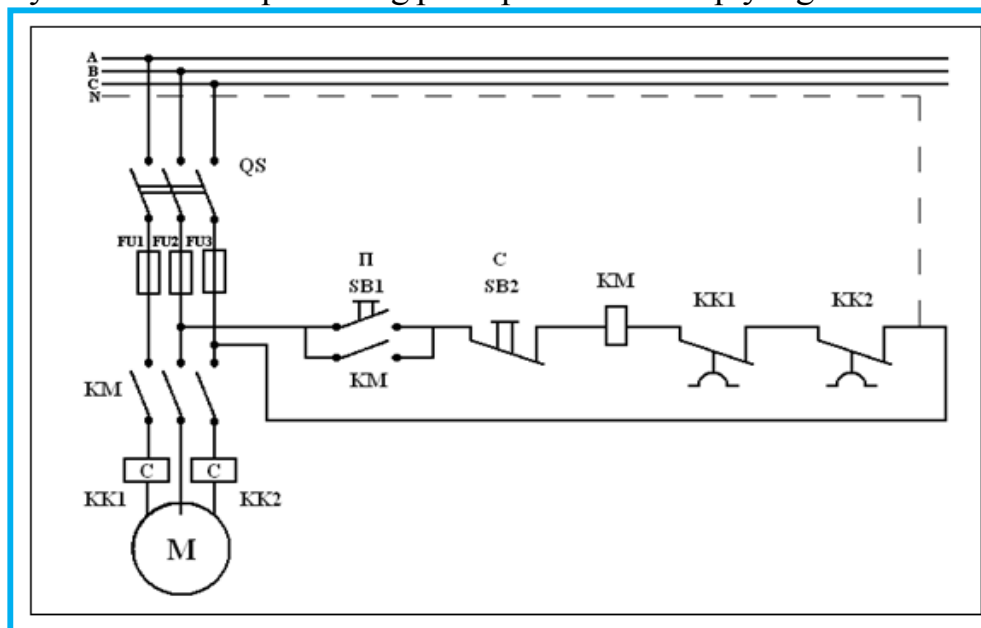 A
B
C
N
QS
FU1 FU2 FU3
П С
SB1 SB2 KM KK1 KK2
KM
KM
C C
KK1 KK2
M